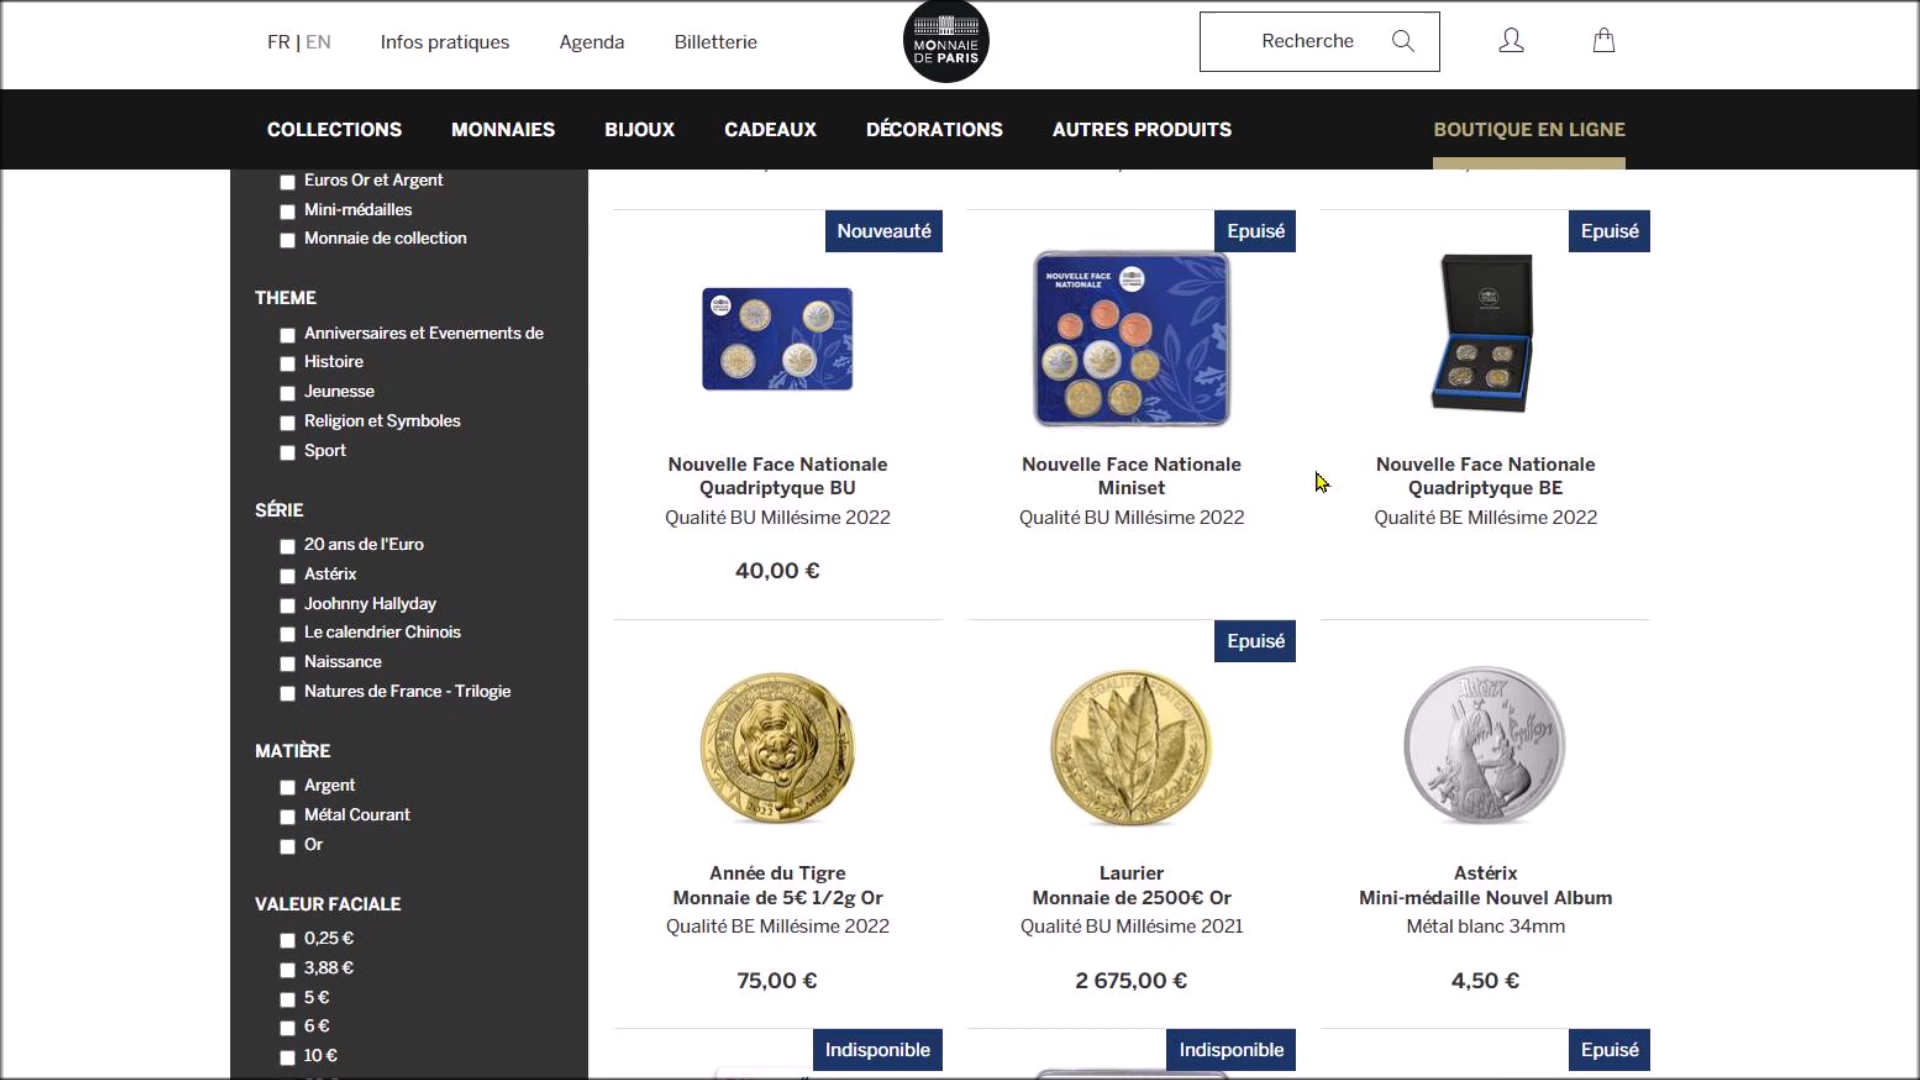 FR | EN
Infos pratiques
Agenda
Billetterie
MONNAIE
DE PARIS
Recherche
COLLECTIONS
MONNAIES
BIJOUX
CADEAUX
DÉCORATIONS
AUTRES PRODUITS
BOUTIQUE EN LIGNE
Euros Or et Argent
Mini-médailles
Monnaie de collection
THEME
Anniversaires et Evenements de
Histoire
Jeunesse
Religion et Symboles
Sport
SÉRIE
20 ans de l'Euro
Astérix
Joohnny Hallyday
Le calendrier Chinois
Naissance
Natures de France - Trilogie
MATIÈRE
Argent
Métal Courant
Or
VALEUR FACIALE
0,25 €
3,88 €
5 €
6 €
10 €
Nouveauté
Nouvelle Face Nationale
Quadriptyque BU
Qualité BU Millésime 2022
40,00 €
Epuisé
NOUVELLE FACE
NATIONALE
Nouvelle Face Nationale
Miniset
Qualité BU Millésime 2022
Epuisé
Nouvelle Face Nationale
Quadriptyque BE
Qualité BE Millésime 2022
2022
Année du Tigre
Monnaie de 5€ 1/2g Or
Qualité BE Millésime 2022
75,00 €
Epuisé
Laurier
Monnaie de 2500€ Or
Qualité BU Millésime 2021
2 675,00 €
Astérix
Mini-médaille Nouvel Album
Métal blanc 34mm
4,50 €
Indisponible
Indisponible
Epuisé